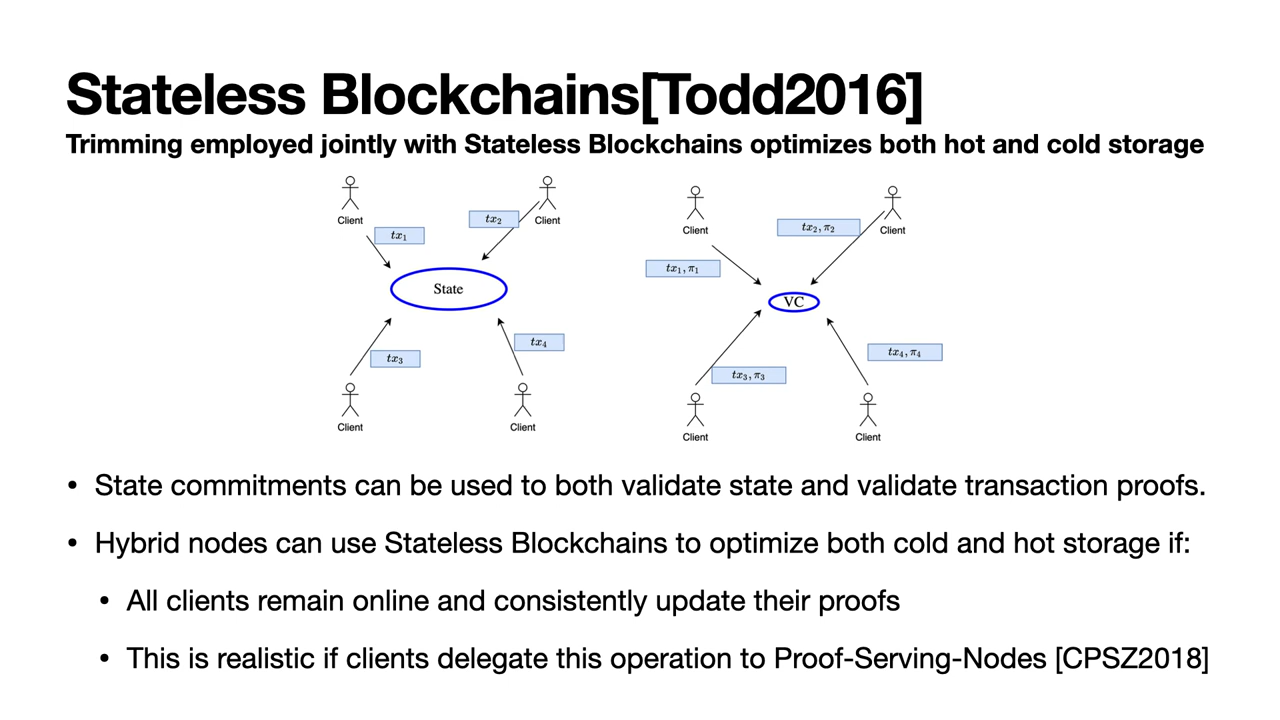 Stateless Blockchains[Todd2016]
Trimming employed jointly with Stateless Blockchains optimizes both hot and cold storage
Client
tx₁
tx₂
Client
State
tx₃
tx₄
Client
Client
Client
tx₂, π₂
Client
tx₁, π₁
VC
tx₄, π₄
tx₃, π₃
Client
Client
• State commitments can be used to both validate state and validate transaction proofs.
• Hybrid nodes can use Stateless Blockchains to optimize both cold and hot storage if:
• All clients remain online and consistently update their proofs
• This is realistic if clients delegate this operation to Proof-Serving-Nodes [CPSZ2018]